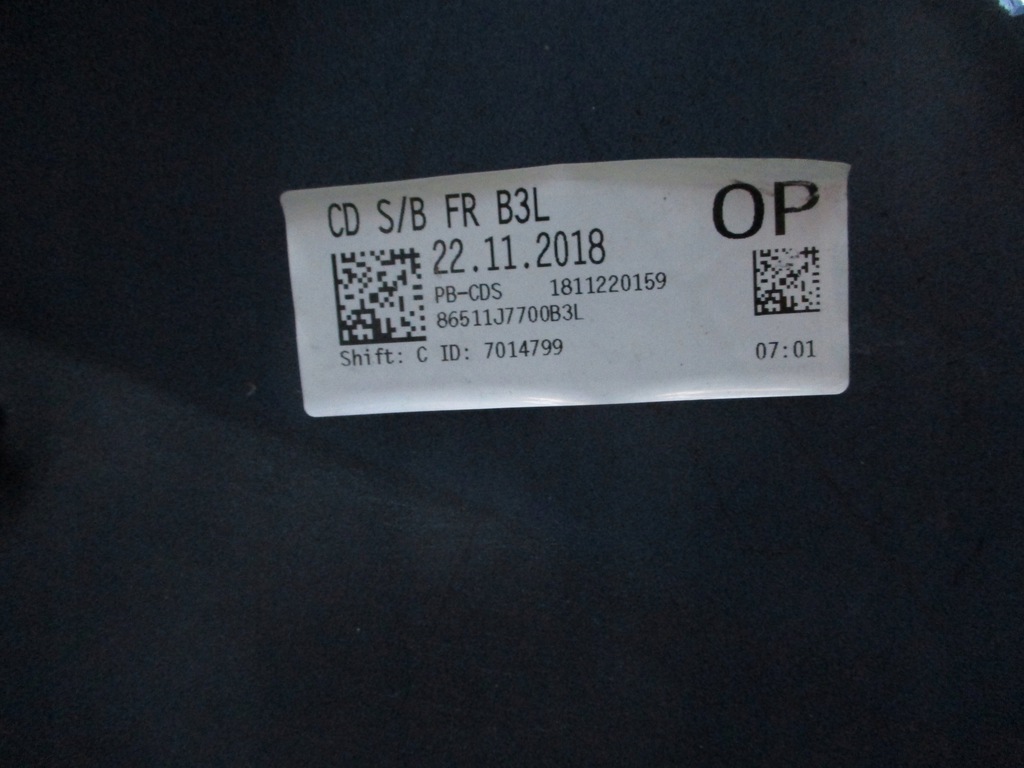 CD S/B FR B3L
OP
22.11.2018
PB-CDS 1811220159
86511J7700B3L
Shift: C ID: 7014799
07:01